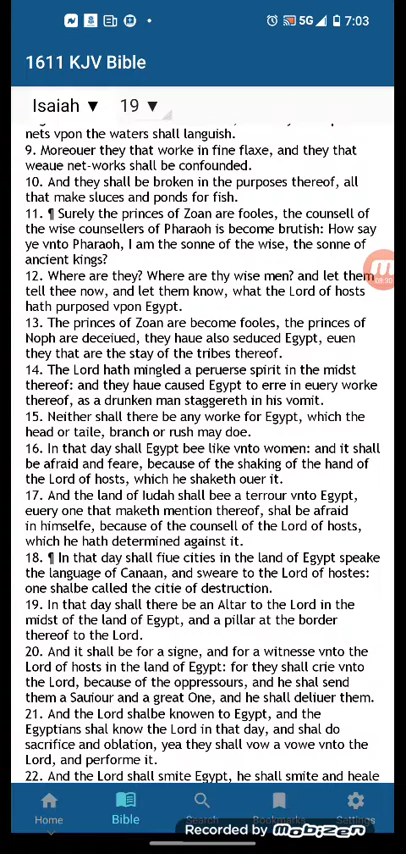 5G 7:03
1611 KJV Bible
Isaiah ▼ 19 ▼
nets vpon the waters shall languish.
9. Moreouer they that worke in fine flaxe, and they that
weaue net-works shall be confounded.
10. And they shall be broken in the purposes thereof, all
that make sluces and ponds for fish.
11. ¶ Surely the princes of Zoan are fooles, the counsell of
the wise counsellers of Pharaoh is become brutish: How say
ye vnto Pharaoh, I am the sonne of the wise, the sonne of
ancient kings?
12. Where are they? Where are thy wise men? and let them
tell thee now, and let them know, what the Lord of hosts
hath purposed vpon Egypt.
13. The princes of Zoan are become fooles, the princes of
Noph are deceiued, they haue also seduced Egypt, euen
they that are the stay of the tribes thereof.
14. The Lord hath mingled a peruerse spirit in the midst
thereof: and they haue caused Egypt to erre in euery worke
thereof, as a drunken man staggereth in his vomit.
15. Neither shall there be any worke for Egypt, which the
head or taile, branch or rush may doe.
16. In that day shall Egypt bee like vnto women: and it shall
be afraid and feare, because of the shaking of the hand of
the Lord of hosts, which he shaketh ouer it.
17. And the land of Iudah shall bee a terrour vnto Egypt,
euery one that maketh mention thereof, shal be afraid
in himselfe, because of the counsell of the Lord of hosts,
which he hath determined against it.
18. ¶ In that day shall fiue cities in the land of Egypt speake
the language of Canaan, and sweare to the Lord of hostes:
one shalbe called the citie of destruction.
19. In that day shall there be an Altar to the Lord in the
midst of the land of Egypt, and a pillar at the border
thereof to the Lord.
20. And it shall be for a signe, and for a witnesse vnto the
Lord of hosts in the land of Egypt: for they shall crie vnto
the Lord, because of the oppressours, and he shal send
them a Sauiour and a great One, and he shall deliuer them.
21. And the Lord shalbe knowen to Egypt, and the
Egyptians shal know the Lord in that day, and shal do
sacrifice and oblation, yea they shall vow a vowe vnto the
Lord, and performe it.
22. And the Lord shall smite Egypt, he shall smite and heale
Home Bible Search Bookmarks Settings
Recorded by mobizen